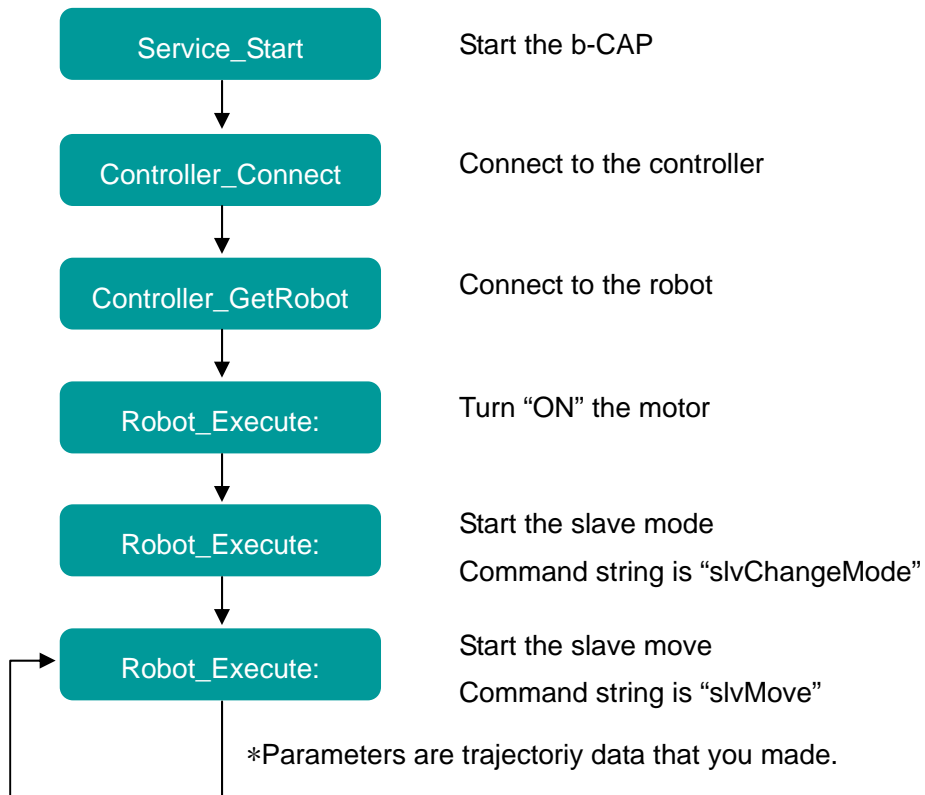 Service_Start
Start the b-CAP
Controller_Connect
Connect to the controller
Controller_GetRobot
Connect to the robot
Robot_Execute:
Turn “ON” the motor
Robot_Execute:
Start the slave mode
Command string is “slvChangeMode”
Robot_Execute:
Start the slave move
Command string is “slvMove”
*Parameters are trajectoriy data that you made.